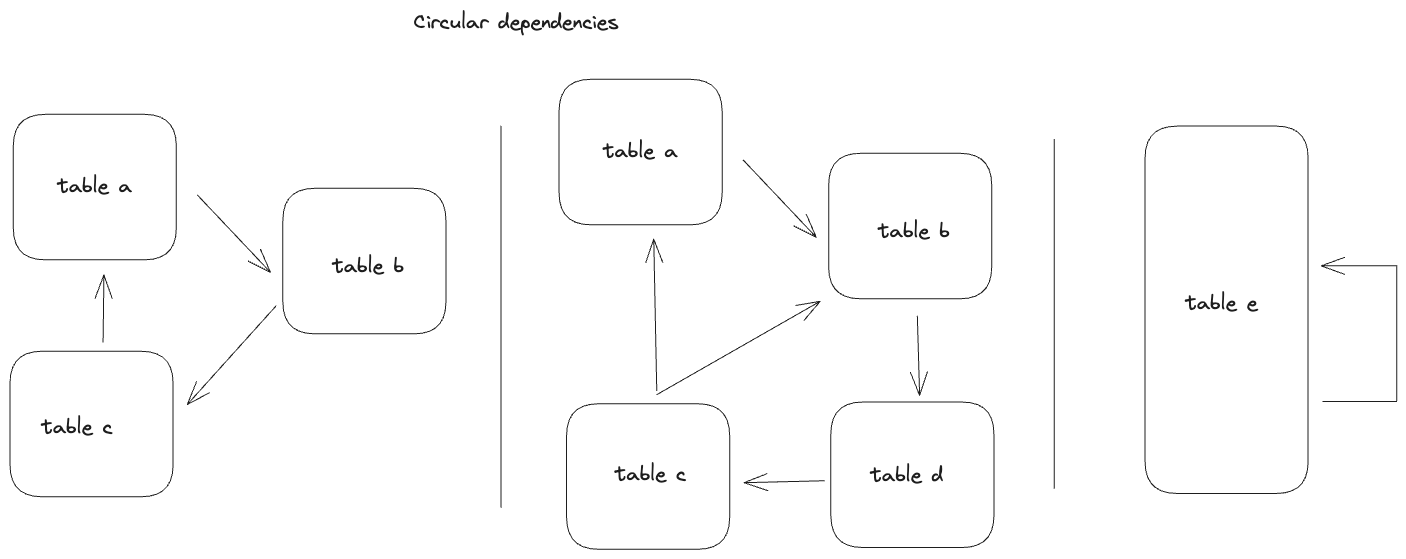 Circular dependencies
table a
table b
table c
table a
table b
table c
table d
table e